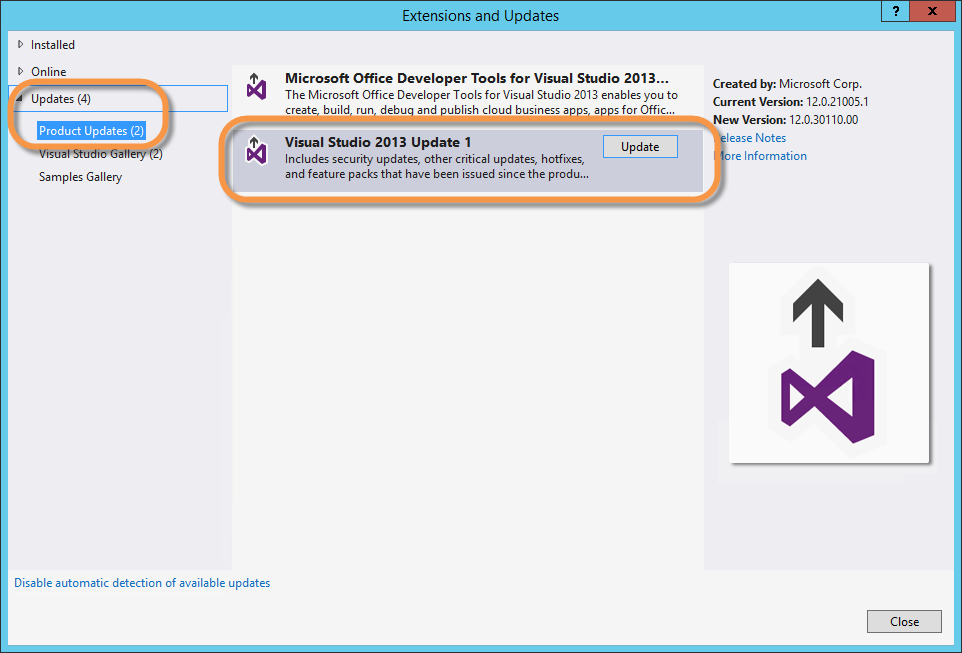 Extensions and Updates
?
x
Installed
Online
Updates (4)
Product Updates (2)
Visual Studio Gallery (2)
Samples Gallery
Microsoft Office Developer Tools for Visual Studio 2013...
The Microsoft Office Developer Tools for Visual Studio 2013 enables you to
create, build, run, debug and publish cloud business apps, apps for Office...
Visual Studio 2013 Update 1
Update
Includes security updates, other critical updates, hotfixes,
and feature packs that have been issued since the produ...
Created by: Microsoft Corp.
Current Version: 12.0.21005.1
New Version: 12.0.30110.00
elease Notes
More Information
Disable automatic detection of available updates
Close